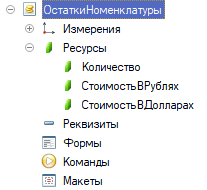 ОстаткиНоменклатуры
Измерения
Ресурсы
Количество
СтоимостьВРублях
СтоимостьВДолларах
Реквизиты
Формы
Команды
Макеты